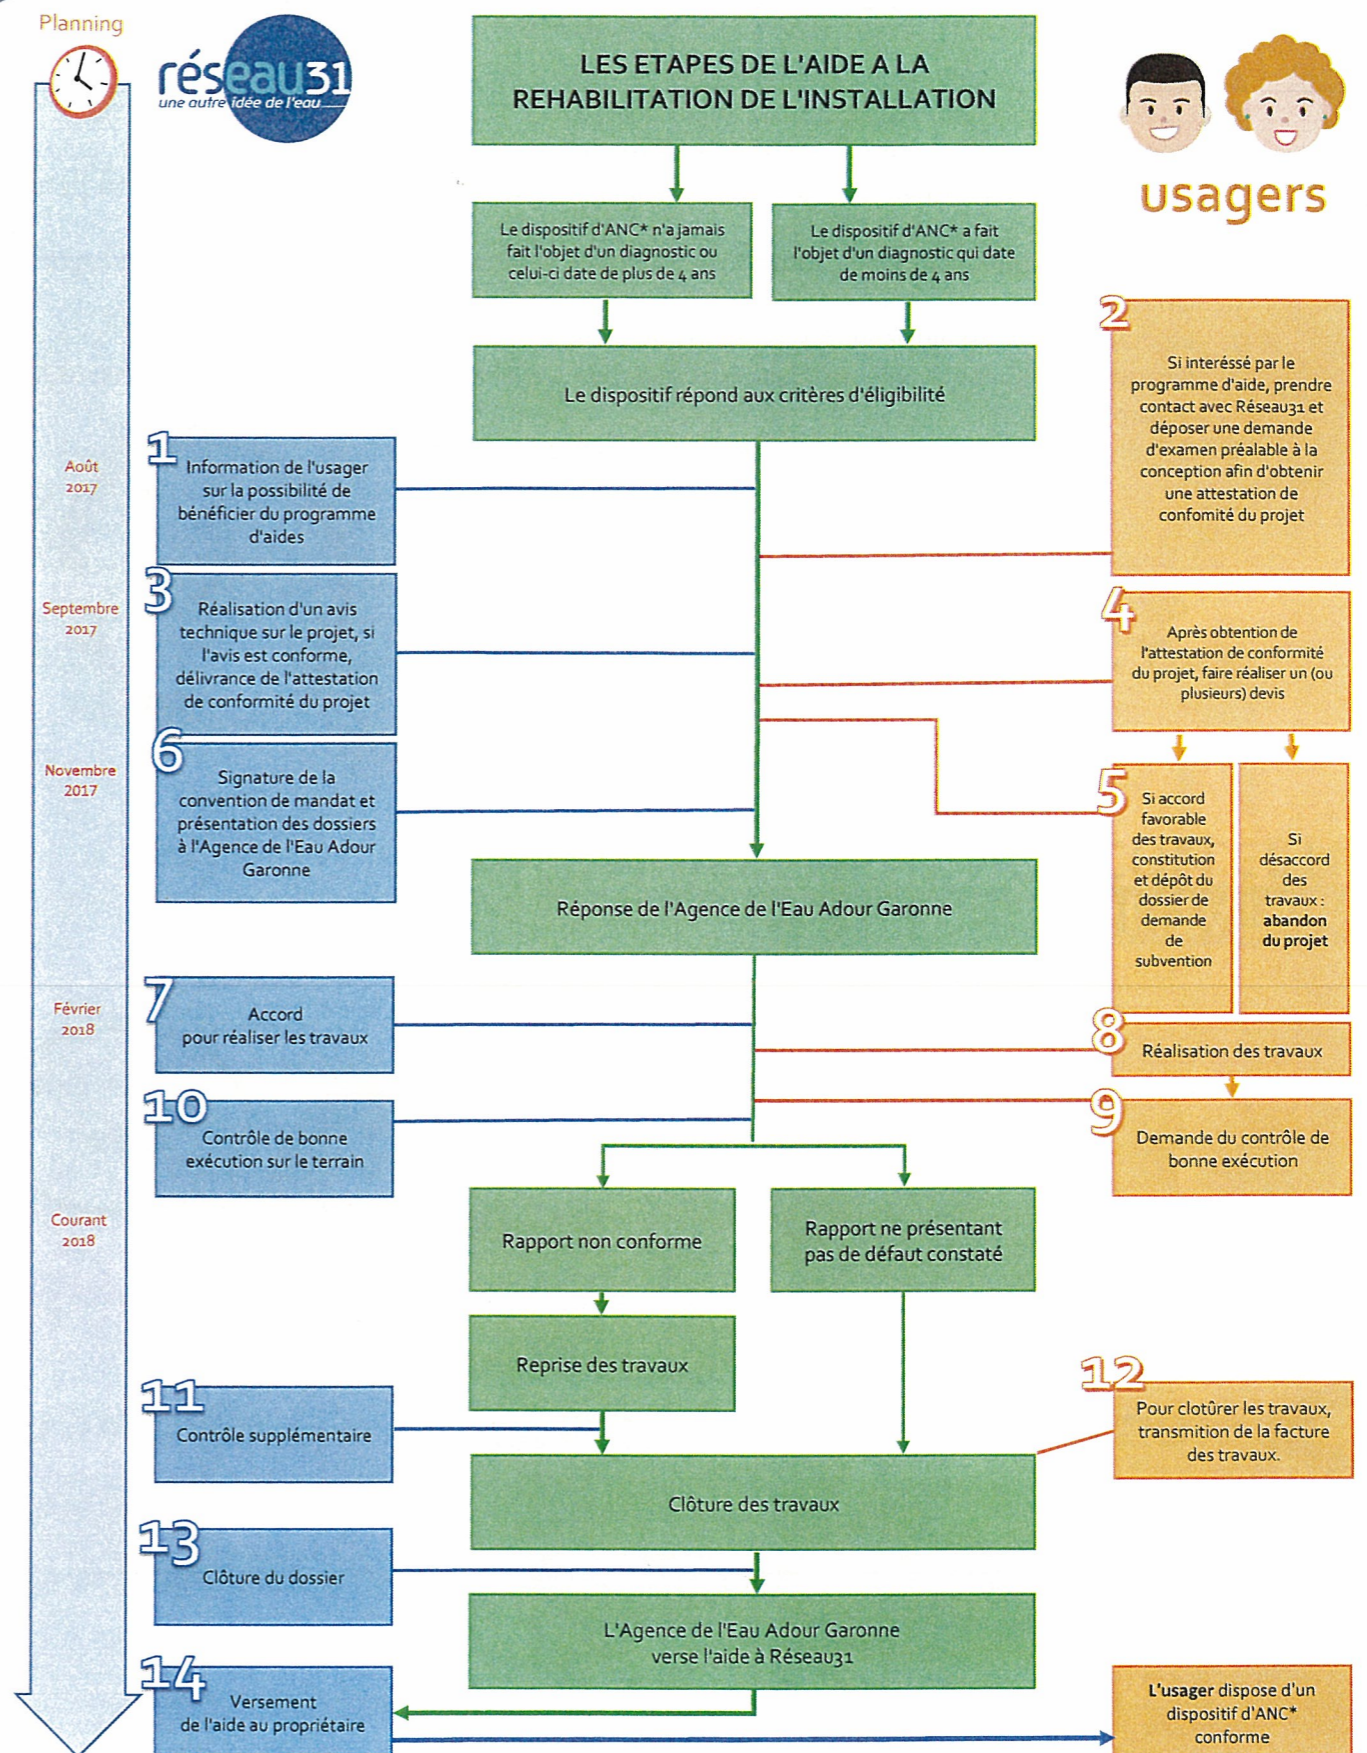 Planning
réseau31
une autre idée de l'eau
LES ETAPES DE L'AIDE A LA
REHABILITATION DE L'INSTALLATION
usagers
Le dispositif d'ANC* n'a jamais
fait l'objet d'un diagnostic ou
celui-ci date de plus de 4 ans
Le dispositif d'ANC* a fait
l'objet d'un diagnostic qui date
de moins de 4 ans
Le dispositif répond aux critères d'éligibilité
Août
2017
1
Information de l'usager
sur la possibilité de
bénéficier du programme
d'aides
2
Si interéssé par le
programme d'aide, prendre
contact avec Réseau31 et
déposer une demande
d'examen préalable à la
conception afin d'obtenir
une attestation de
confomité du projet
Septembre
2017
3
Réalisation d'un avis
technique sur le projet, si
l'avis est conforme,
délivrance de l'attestation
de conformité du projet
4
Après obtention de
l'attestation de conformité
du projet, faire réaliser un (ou
plusieurs) devis
5
Si accord
favorable
des travaux,
constitution
et dépôt du
dossier de
demande
de
subvention
Si
désaccord
des
travaux :
abandon
du projet
Novembre
2017
6
Signature de la
convention de mandat et
présentation des dossiers
à l'Agence de l'Eau Adour
Garonne
Réponse de l'Agence de l'Eau Adour Garonne
Février
2018
7
Accord
pour réaliser les travaux
8
Réalisation des travaux
9
Demande du contrôle de
bonne exécution
10
Contrôle de bonne
exécution sur le terrain
Courant
2018
Rapport non conforme
Rapport ne présentant
pas de défaut constaté
Reprise des travaux
11
Contrôle supplémentaire
12
Pour clotûrer les travaux,
transmition de la facture
des travaux.
Clôture des travaux
13
Clôture du dossier
L'Agence de l'Eau Adour Garonne
verse l'aide à Réseau31
14
Versement
de l'aide au propriétaire
L'usager dispose d'un
dispositif d'ANC*
conforme